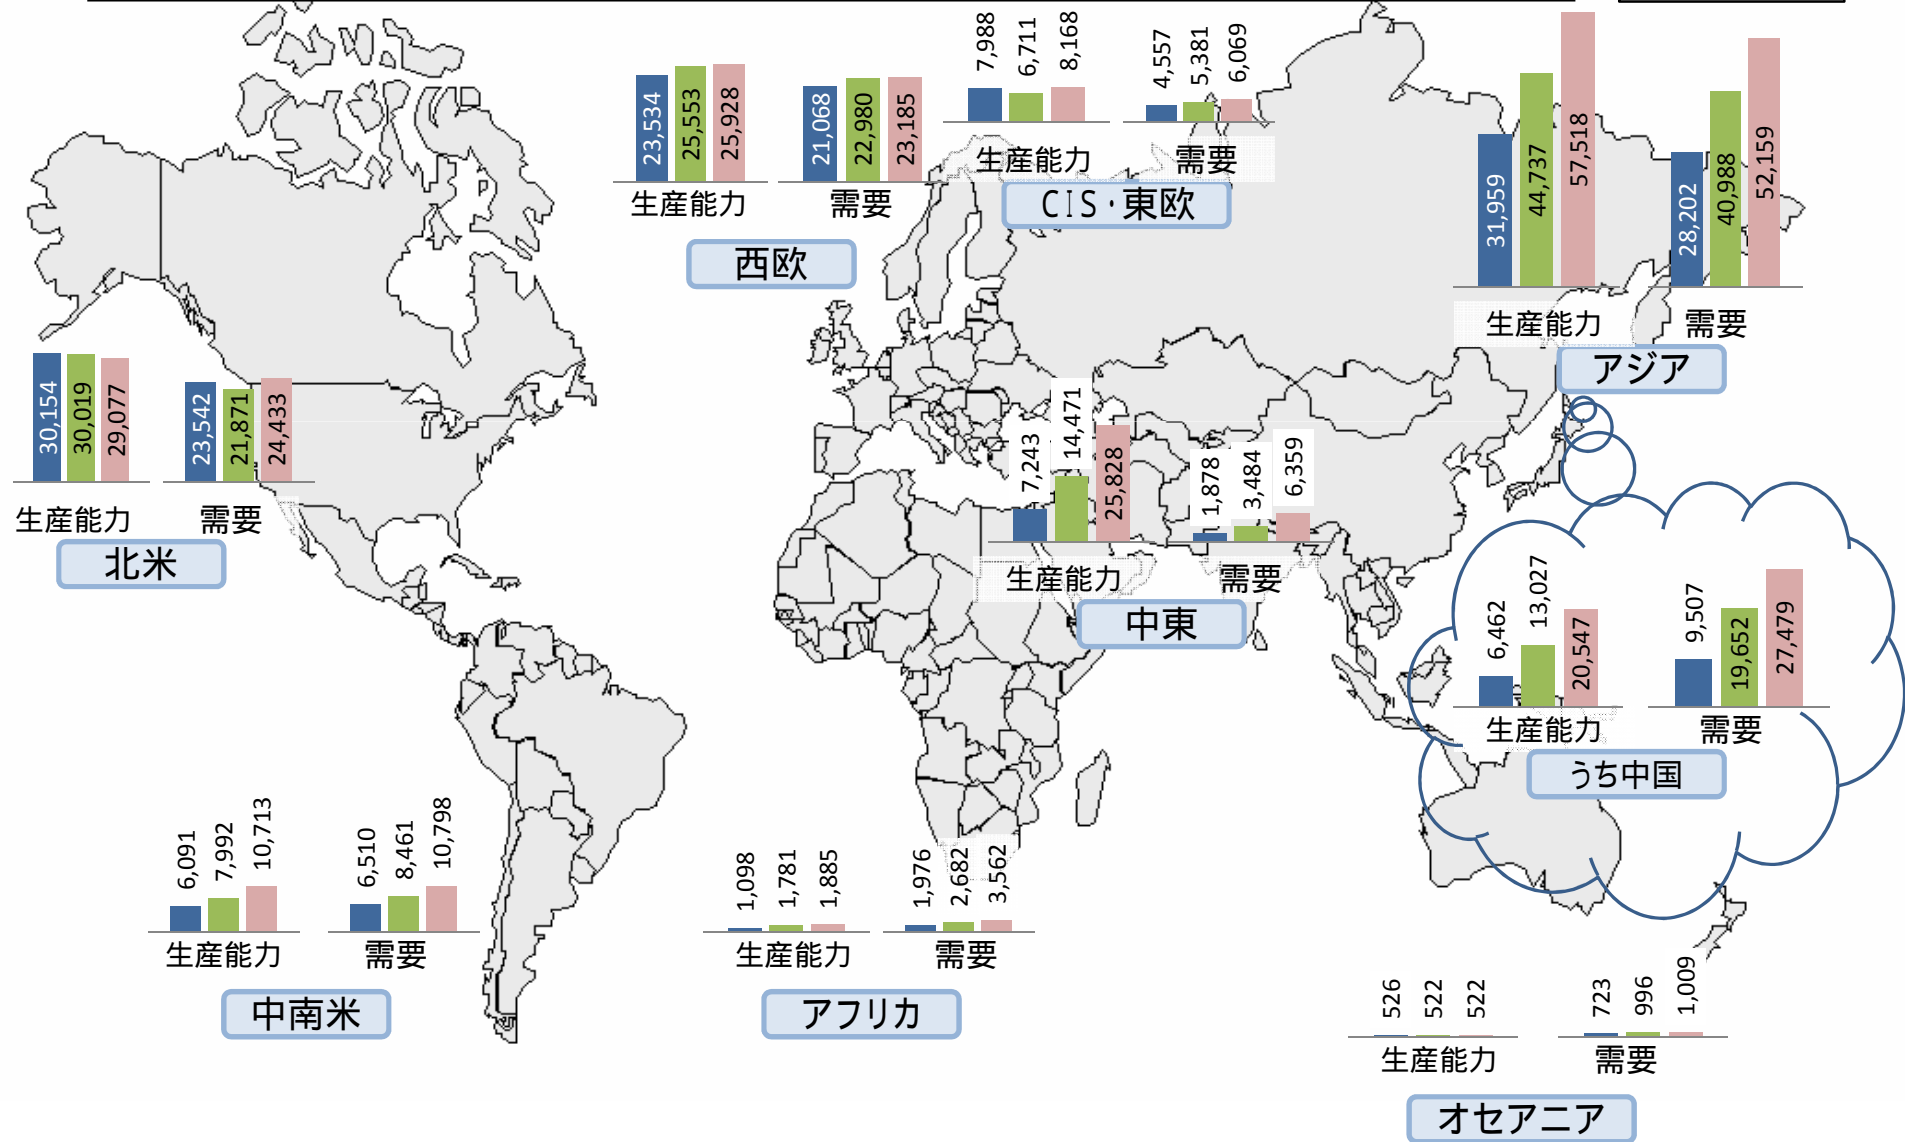 23,534
25,553
25,928
生産能力
21,068
22,980
23,185
需要
西欧
7,988
6,711
8,168
生産能力
4,557
5,381
6,069
需要
CIS・東欧
31,959
44,737
57,518
生産能力
28,202
40,988
52,159
需要
アジア
30,154
30,019
29,077
生産能力
23,542
21,871
24,433
需要
北米
7,243
14,471
25,828
生産能力
1,878
3,484
6,359
需要
中東
6,462
13,027
20,547
生産能力
9,507
19,652
27,479
需要
うち中国
6,091
7,992
10,713
生産能力
6,510
8,461
10,798
需要
中南米
1,098
1,781
1,885
生産能力
1,976
2,682
3,562
需要
アフリカ
526
522
522
生産能力
723
996
1,009
需要
オセアニア